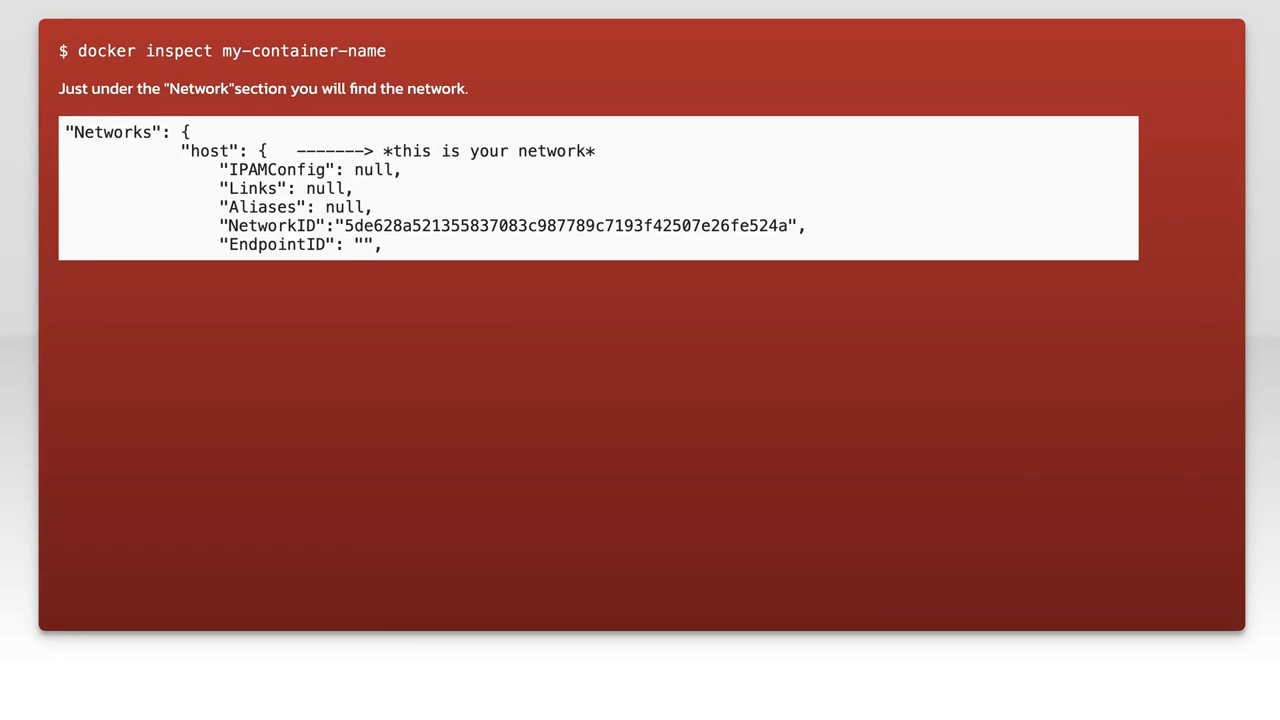 $ docker inspect my-container-name
Just under the "Network"section you will find the network.
"Networks": {
"host": { -------> *this is your network*
"IPAMConfig": null,
"Links": null,
"Aliases": null,
"NetworkID":"5de628a521355837083c987789c7193f42507e26fe524a",
"EndpointID": "",